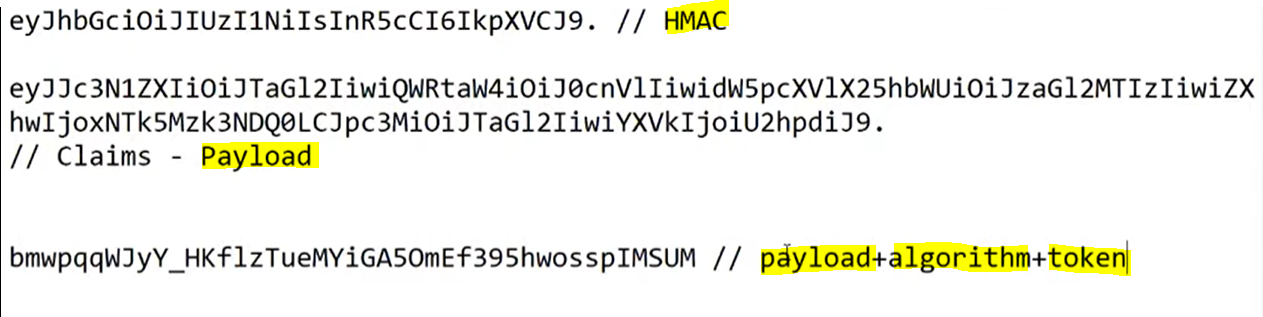 eyJhbGciOiJIUzI1NiIsInR5cCI6IkpXVCJ9. // HMAC
eyJJc3N1ZXIiOiJTaGl2IiwiQWRtaW4iOiJ0cnVlIiwidW5pcXVlX25hbWUiOiJzaGl2MTIzIiwiZX
hwIjoxNTk5Mzk3NDQ0LCJpc3MiOiJTaGl2IiwiYXVkIjoiU2hpdiJ9.
// Claims - Payload
bmwpqqWJyY_HKflzTueMYiGA5OmEf395hwosspIMSUM // payload+algorithm+token